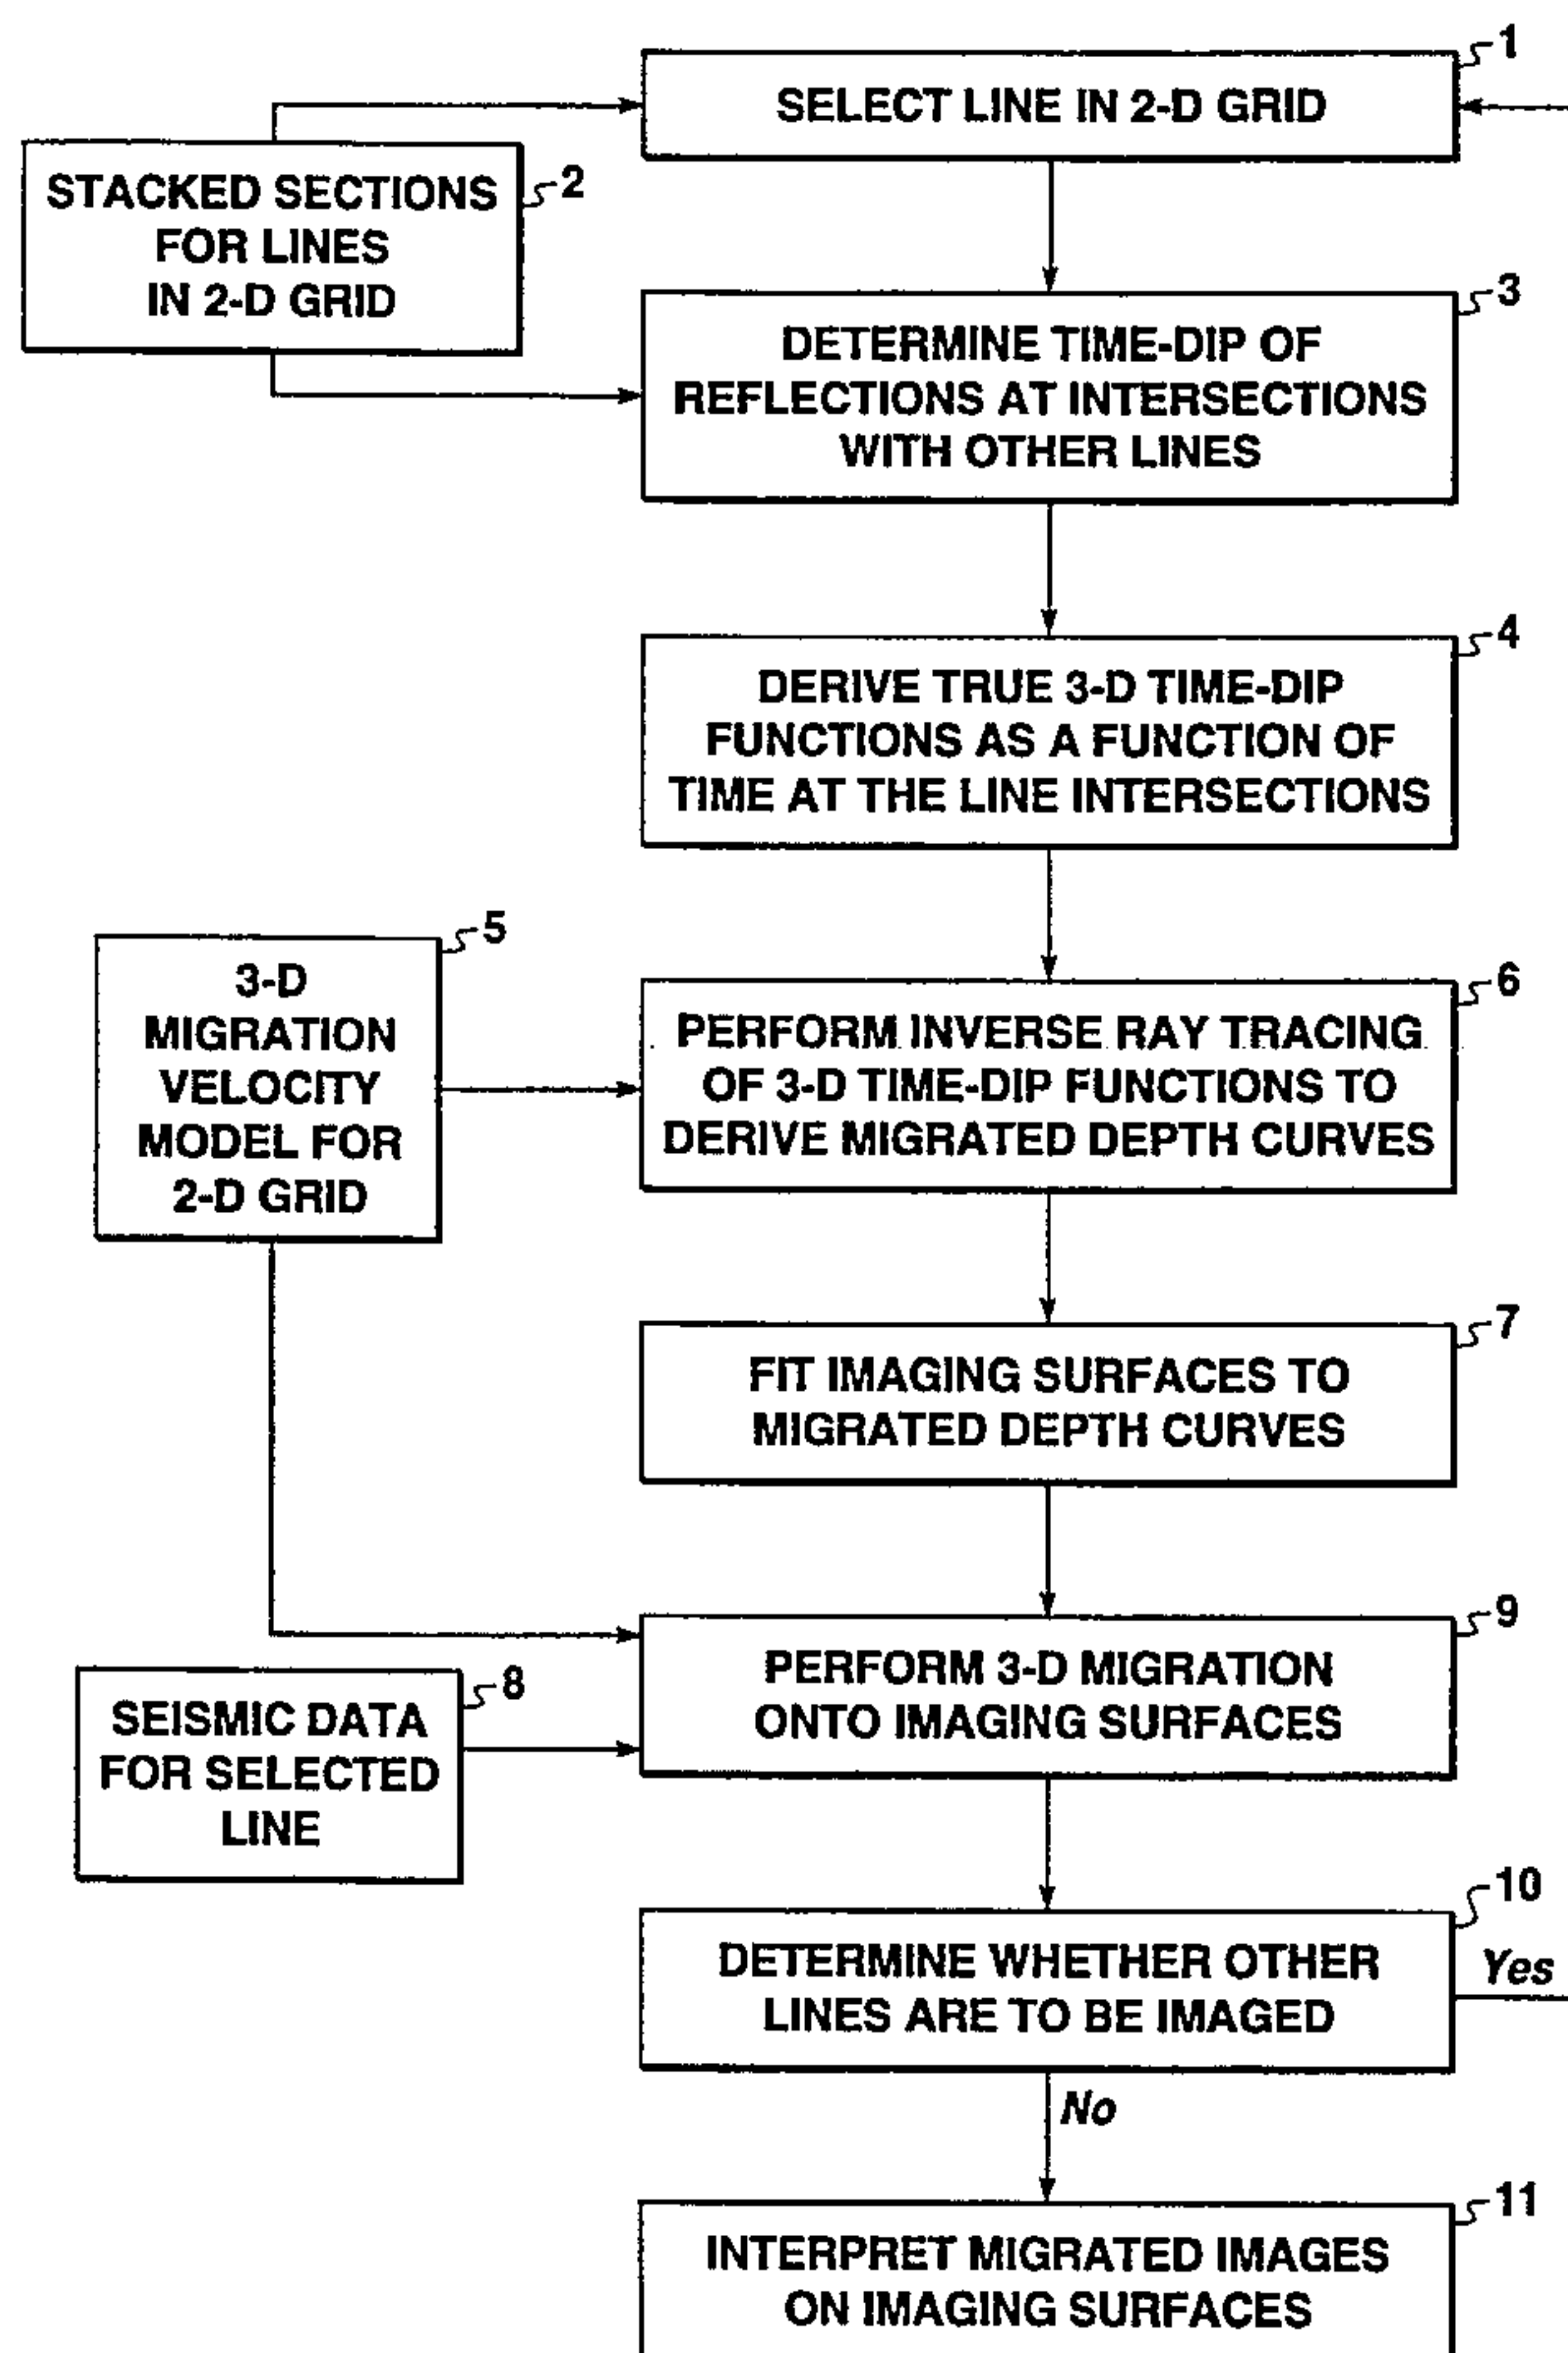 1
SELECT LINE IN 2-D GRID
2
STACKED SECTIONS
FOR LINES
IN 2-D GRID
3
DETERMINE TIME-DIP OF
REFLECTIONS AT INTERSECTIONS
WITH OTHER LINES
4
DERIVE TRUE 3-D TIME-DIP
FUNCTIONS AS A FUNCTION OF
TIME AT THE LINE INTERSECTIONS
5
3-D
MIGRATION
VELOCITY
MODEL FOR
2-D GRID
6
PERFORM INVERSE RAY TRACING
OF 3-D TIME-DIP FUNCTIONS TO
DERIVE MIGRATED DEPTH CURVES
7
FIT IMAGING SURFACES TO
MIGRATED DEPTH CURVES
8
SEISMIC DATA
FOR SELECTED
LINE
9
PERFORM 3-D MIGRATION
ONTO IMAGING SURFACES
10
DETERMINE WHETHER OTHER
LINES ARE TO BE IMAGED
Yes
No
11
INTERPRET MIGRATED IMAGES
ON IMAGING SURFACES